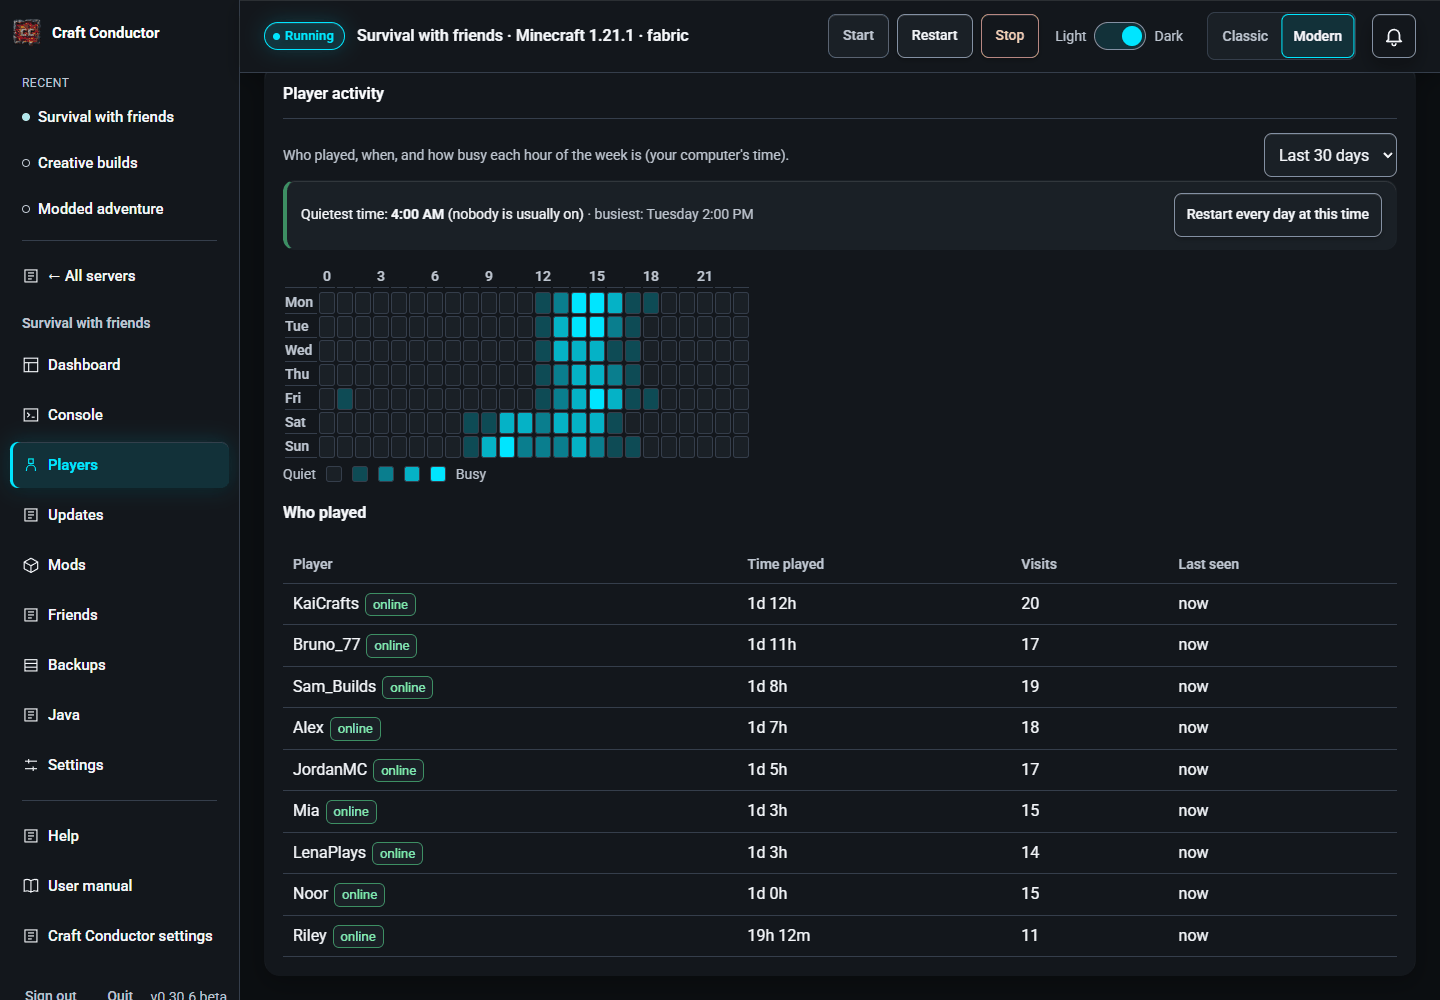 Craft Conductor
RECENT
Survival with friends
Creative builds
Modded adventure
← All servers
Survival with friends
Dashboard
Console
Players
Updates
Mods
Friends
Backups
Java
Settings
Help
User manual
Craft Conductor settings
Sign out Quit v0.30.6 beta
Running Survival with friends · Minecraft 1.21.1 · fabric Start Restart Stop Light Dark Classic Modern
Player activity
Who played, when, and how busy each hour of the week is (your computer's time). Last 30 days
Quietest time: 4:00 AM (nobody is usually on) · busiest: Tuesday 2:00 PM Restart every day at this time
0 3 6 9 12 15 18 21
Mon
Tue
Wed
Thu
Fri
Sat
Sun
Quiet Busy
Who played
Player Time played Visits Last seen
KaiCrafts online 1d 12h 20 now
Bruno_77 online 1d 11h 17 now
Sam_Builds online 1d 8h 19 now
Alex online 1d 7h 18 now
JordanMC online 1d 5h 17 now
Mia online 1d 3h 15 now
LenaPlays online 1d 3h 14 now
Noor online 1d 0h 15 now
Riley online 19h 12m 11 now